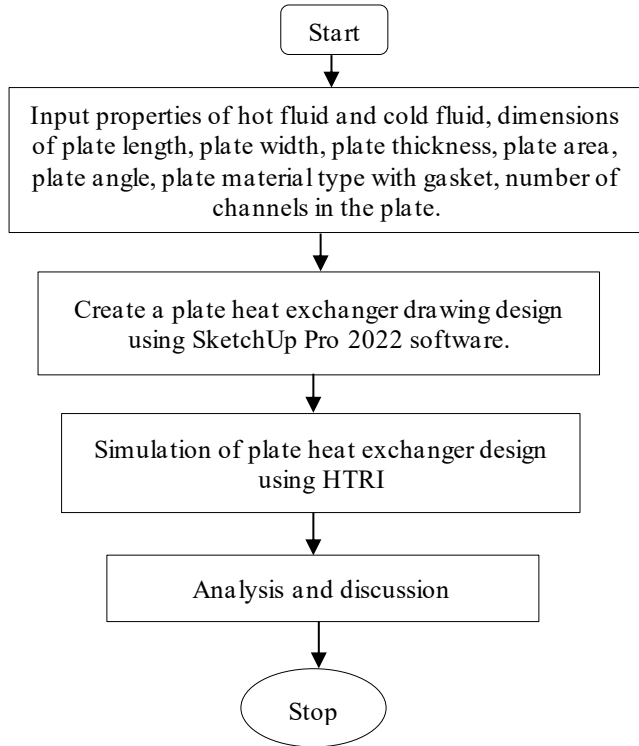 Start
Input properties of hot fluid and cold fluid, dimensions
of plate length, plate width, plate thickness, plate area,
plate angle, plate material type with gasket, number of
channels in the plate.
Create a plate heat exchanger drawing design
using SketchUp Pro 2022 software.
Simulation of plate heat exchanger design
using HTRI
Analysis and discussion
Stop